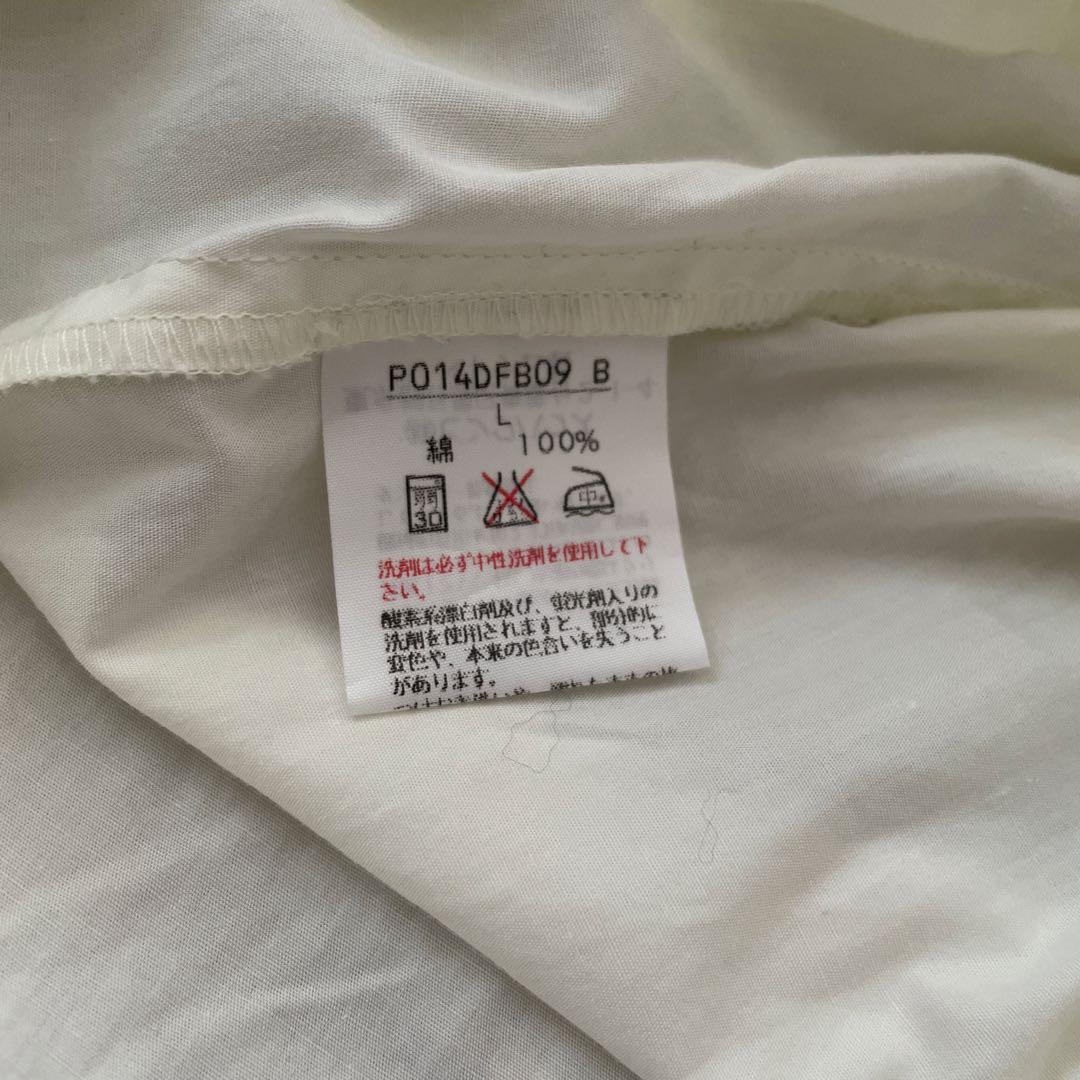 P014DFB09 B
L
綿 100%
弱
30
中
洗剤は必ず中性洗剤を使用して下
さい。
酸素系漂白剤及び、蛍光剤入りの
洗剤を使用されますと、部分的に
変色や、本来の色合いを失うこと
があります。